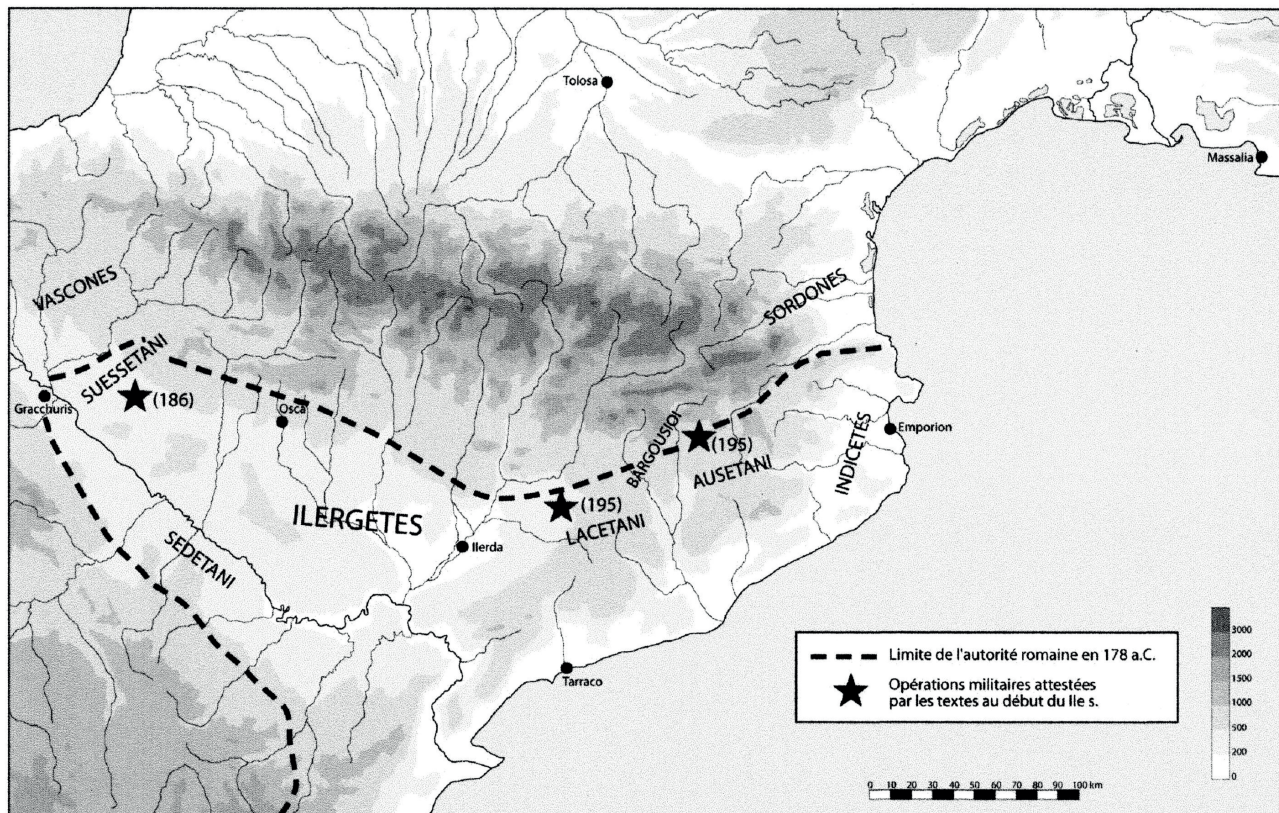 Tolosa
Massalia
VASCONES
SORDONES
SUESSETANI
(186)
Gracchuris
Osca
BARGOUSIOI
(195)
AUSETANI
INDICETES
Emporion
ILERGETES
(195)
LACETANI
Ilerda
SEDETANI
Tarraco
Limite de l'autorité romaine en 178 a.C.
Opérations militaires attestées
par les textes au début du IIe s.
3000
2000
1500
1000
500
200
0
0 10 20 30 40 50 60 70 80 90 100 km